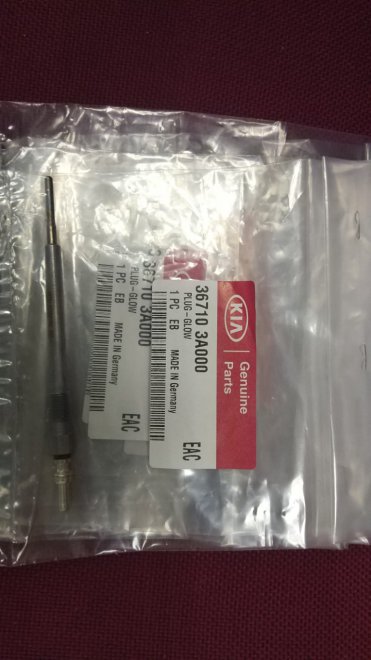 KIA
Genuine
Parts
36710 3A000
PLUG-GLOW
1 PC EB MADE IN Germany
EAC
36710 3A000
PLUG-GLOW
1 PC EB MADE IN Germany
EAC